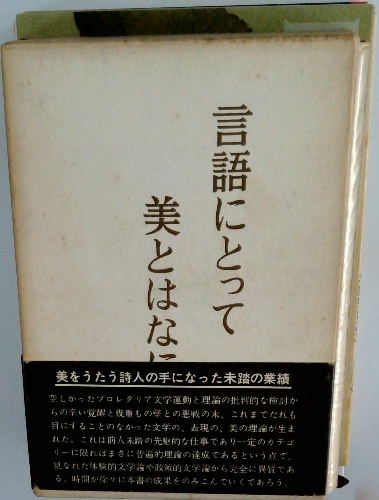 言語にとって
美とはなに
美をうたう詩人の手になった未踏の業績
空しかったプロレタリア文学運動と理論の批判的な検討か
らの辛い覚醒と幾重もの壁との悪戦の末、これまでだれも
目にすることのなかった文学の、表現の、美の理論が生ま
れた。これは前人未踏の先駆的な仕事であり一定のカテゴ
リーに限ればまさに普遍的理論の達成であるという点で、
見なれた体験的文学論や政策的文学論から完全に異質であ
る。時間が徐々に本書の成果をのみこんでいくであろう。